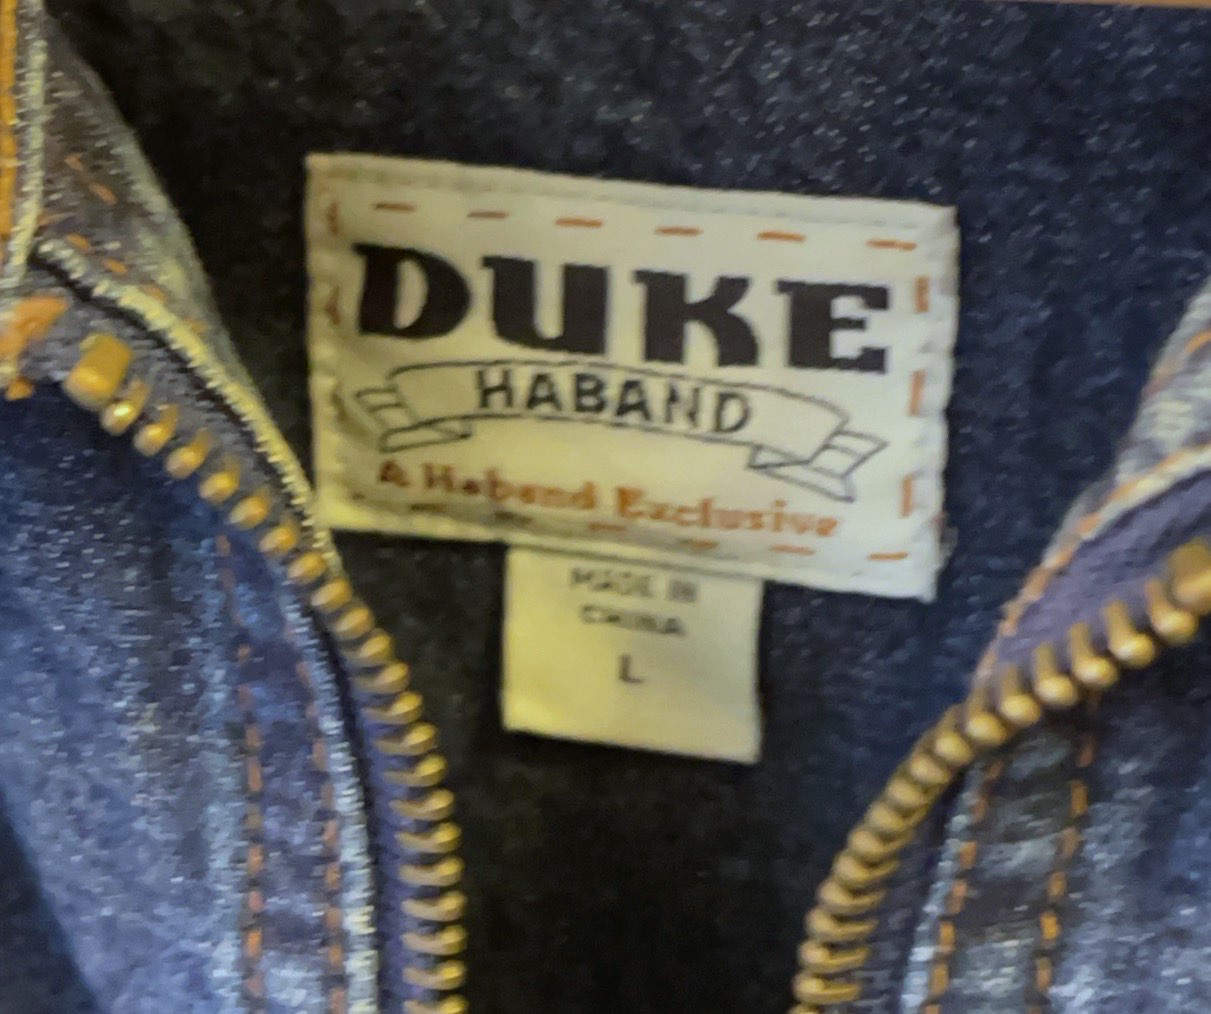 DUKE
HABAND
A Haband Exclusive
MADE IN
CHINA
L